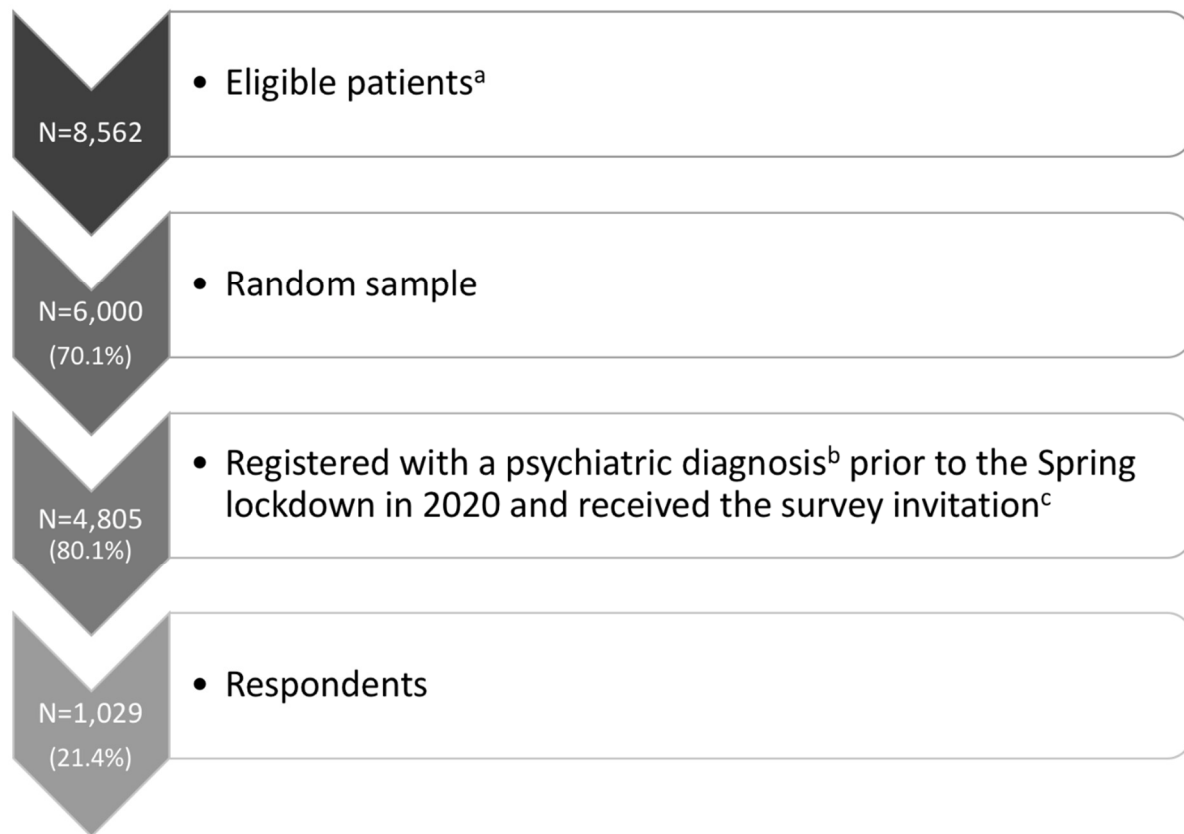 N=8,562
• Eligible patientsᵃ
N=6,000
(70.1%)
• Random sample
N=4,805
(80.1%)
• Registered with a psychiatric diagnosisᵇ prior to the Spring
lockdown in 2020 and received the survey invitationᶜ
N=1,029
(21.4%)
• Respondents